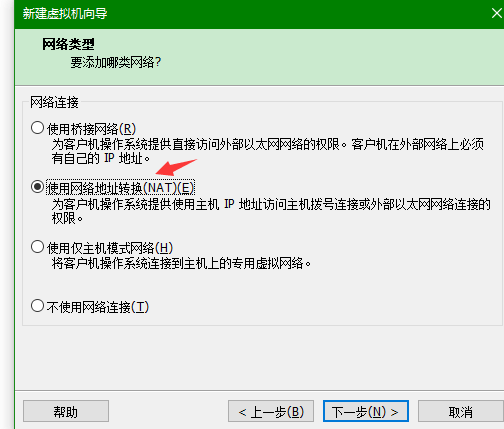 新建虚拟机向导
网络类型
要添加哪类网络?
网络连接
使用桥接网络(R)
为客户机操作系统提供直接访问外部以太网网络的权限。客户机在外部网络上必须
有自己的 IP 地址。
使用网络地址转换(NAT)(E)
为客户机操作系统提供使用主机 IP 地址访问主机拨号连接或外部以太网网络连接的
权限。
使用仅主机模式网络(H)
将客户机操作系统连接到主机上的专用虚拟网络。
不使用网络连接(T)
帮助
< 上一步(B)
下一步(N) >
取消